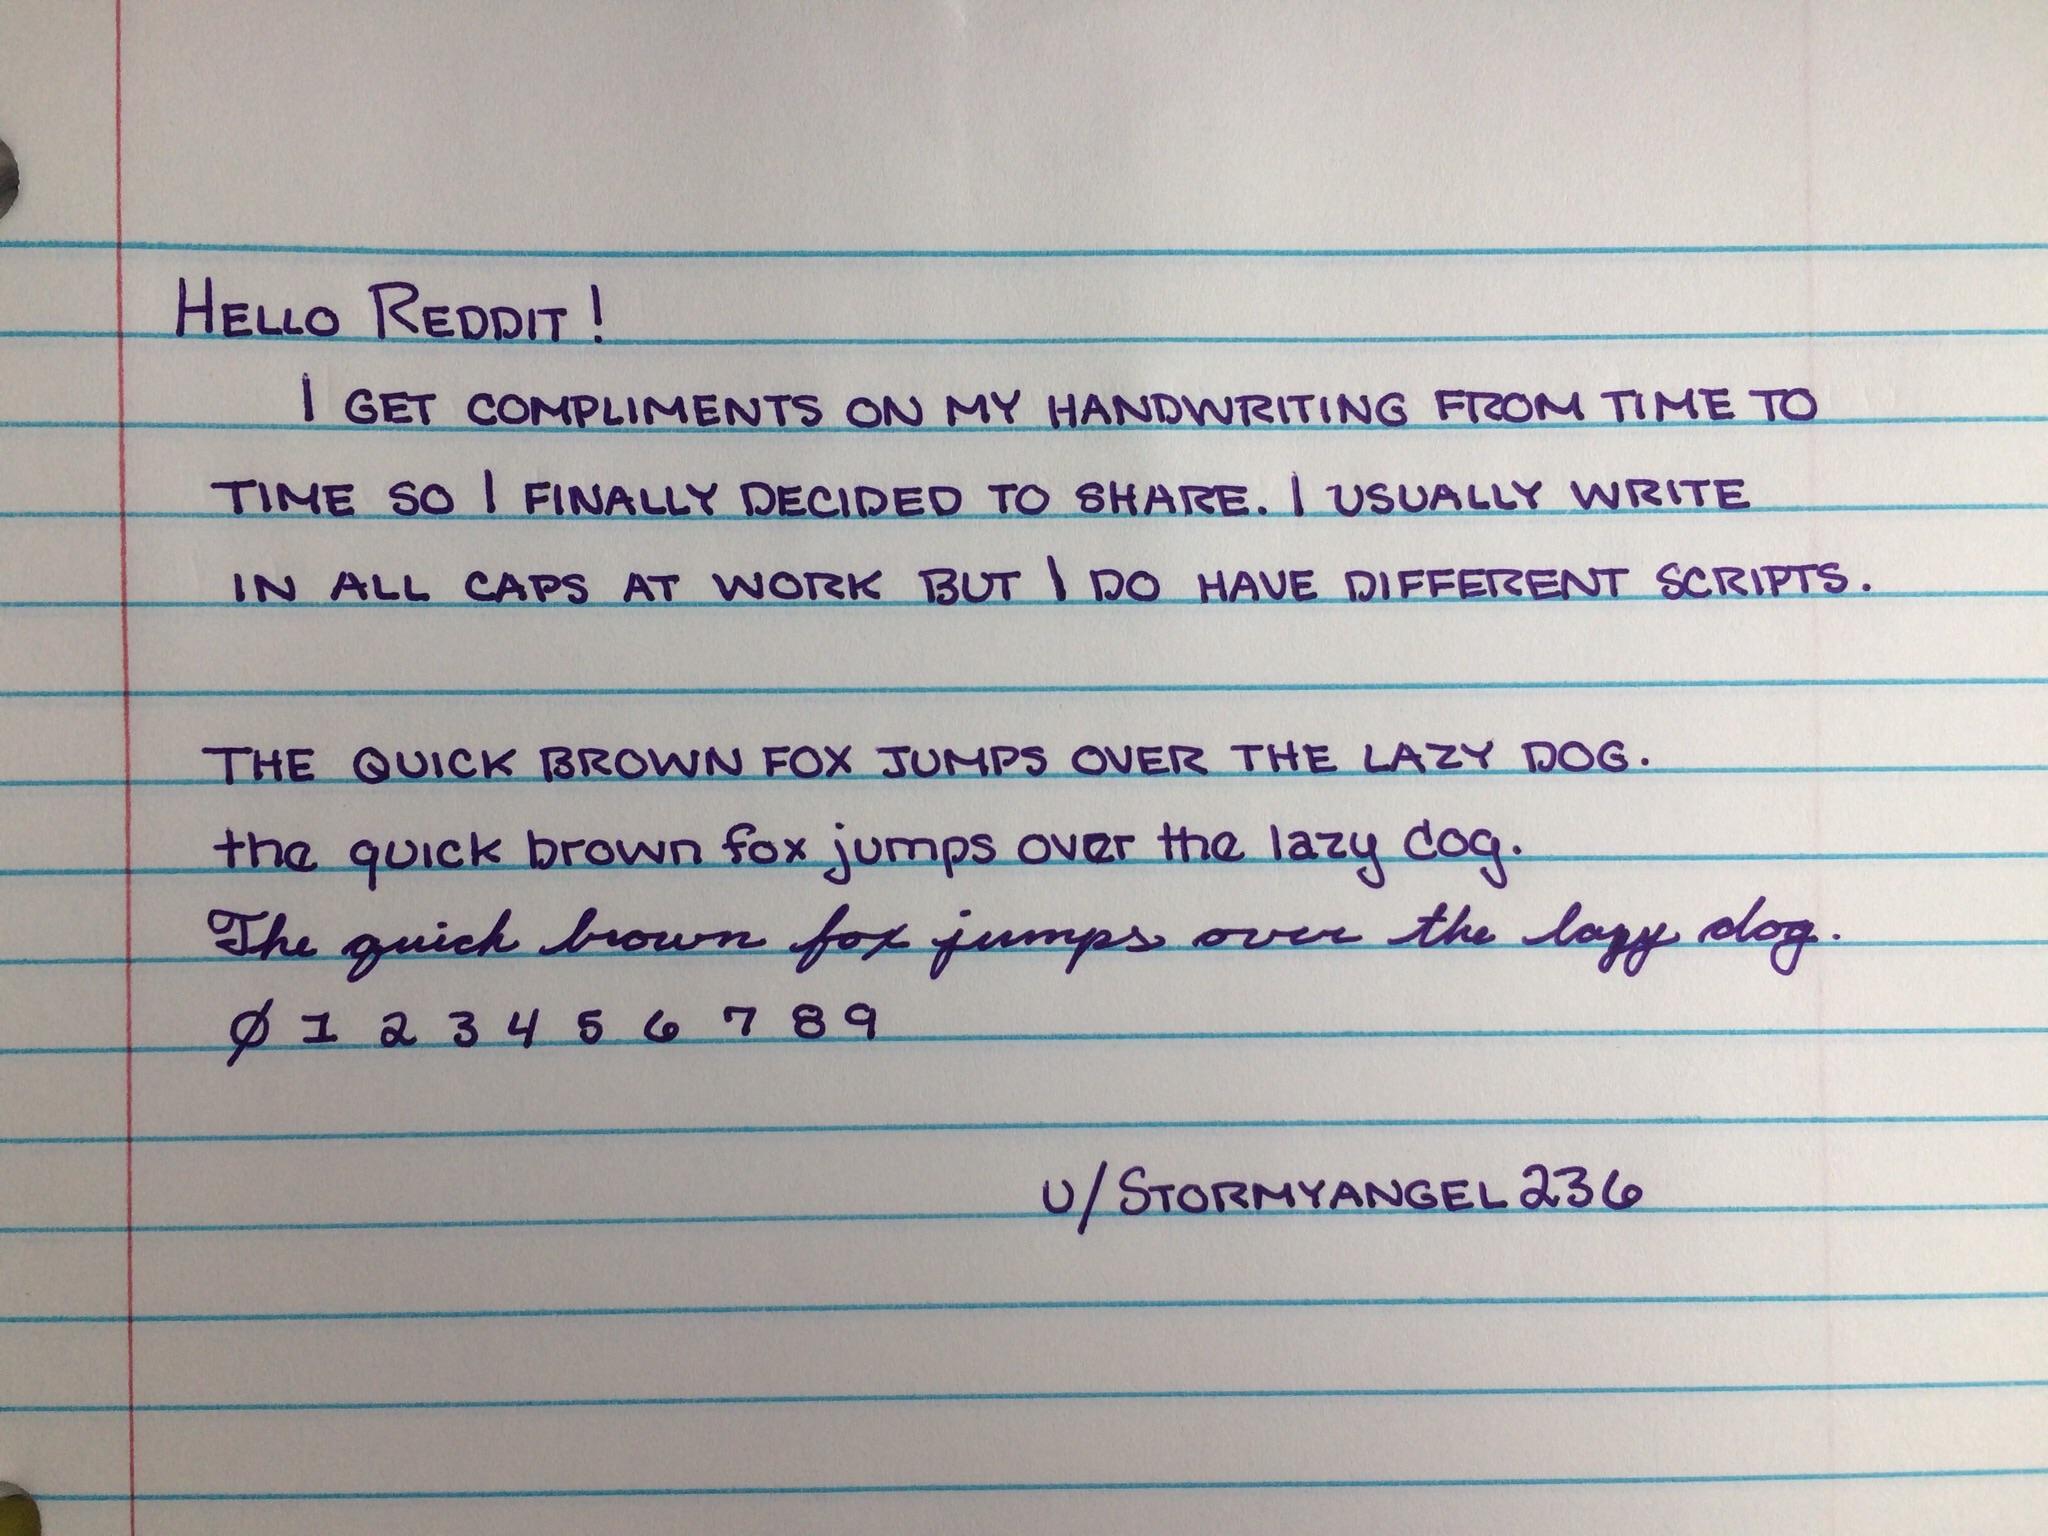 HELLO REDDIT!
I GET COMPLIMENTS ON MY HANDWRITING FROM TIME TO
TIME SO I FINALLY DECIDED TO SHARE. I USUALLY WRITE
IN ALL CAPS AT WORK BUT I DO HAVE DIFFERENT SCRIPTS.
THE QUICK BROWN FOX JUMPS OVER THE LAZY DOG.
the quick brown fox jumps over the lazy dog.
The quick brown fox jumps over the lazy dog.
0 1 2 3 4 5 6 7 8 9
u/STORMYANGEL236